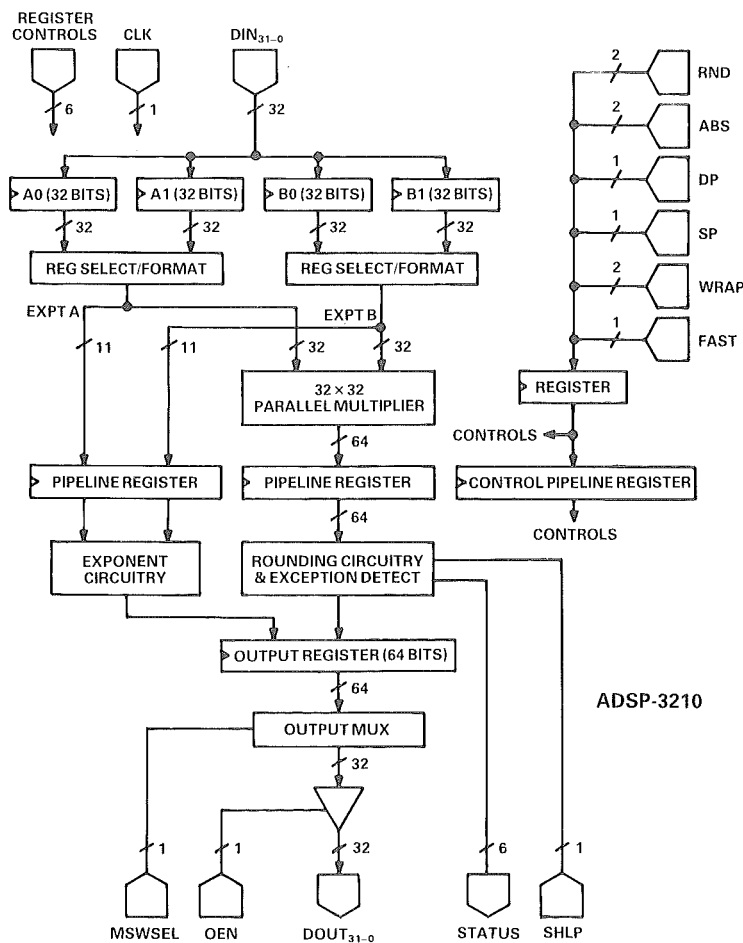 REGISTER
CONTROLS
CLK
DIN31–0
6
1
32
A0 (32 BITS)
A1 (32 BITS)
B0 (32 BITS)
B1 (32 BITS)
32
32
32
32
REG SELECT/FORMAT
REG SELECT/FORMAT
EXPT A
EXPT B
11
11
32
32
32 × 32
PARALLEL MULTIPLIER
64
PIPELINE REGISTER
PIPELINE REGISTER
64
EXPONENT
CIRCUITRY
ROUNDING CIRCUITRY
& EXCEPTION DETECT
OUTPUT REGISTER (64 BITS)
64
OUTPUT MUX
32
1
1
32
6
1
MSWSEL
OEN
DOUT31–0
STATUS
SHLP
2
RND
2
ABS
1
DP
1
SP
2
WRAP
1
FAST
REGISTER
CONTROLS
CONTROL PIPELINE REGISTER
CONTROLS
ADSP-3210